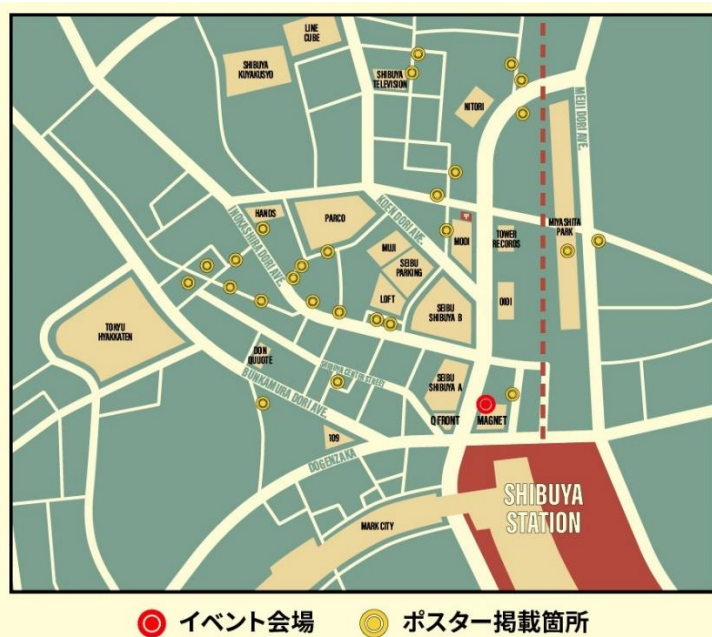 LINE
CUBE
SHIBUYA
KUYAKUSYO
SHIBUYA
TELEVISION
NITORI
MEIJI DORI AVE.
HANDS
PARCO
INOKASHIRA DORI AVE.
KOEN DORI AVE.
MODI
TOWER
RECORDS
MIYASHITA
PARK
MUJI
SEIBU
PARKING
LOFT
SEIBU
SHIBUYA B
OIOI
TOKYU
HYAKKATEN
DON
QUIJOTE
BUNKAMURA DORI AVE.
SEIBU
SHIBUYA A
Q FRONT
MAGNET
109
DOGENZAKA
MARK CITY
SHIBUYA
STATION
イベント会場
ポスター掲載箇所